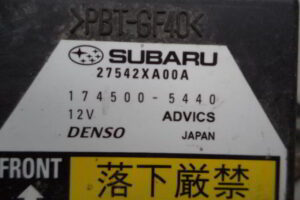 >PBT-GF40<
SUBARU
27542XA00A
174500-5440
12V ADVICS
DENSO JAPAN
FRONT
落下厳禁